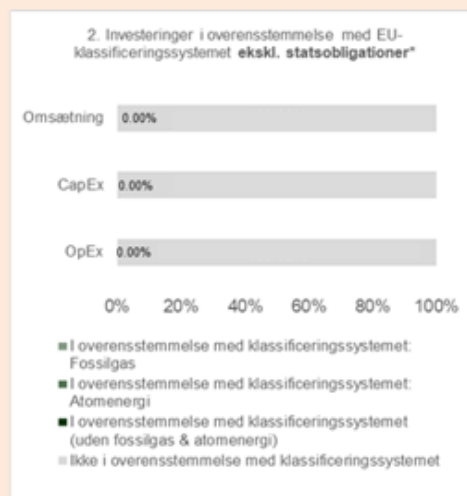 2. Investeringer i overensstemmelse med EU-
klassificeringssystemet ekskl. statsobligationer*
Omsætning 0.00%
CapEx 0.00%
OpEx 0.00%
0% 20% 40% 60% 80% 100%
I overensstemmelse med klassificeringssystemet:
Fossilgas
I overensstemmelse med klassificeringssystemet:
Atomenergi
I overensstemmelse med klassificeringssystemet
(uden fossilgas & atomenergi)
Ikke i overensstemmelse med klassificeringssystemet